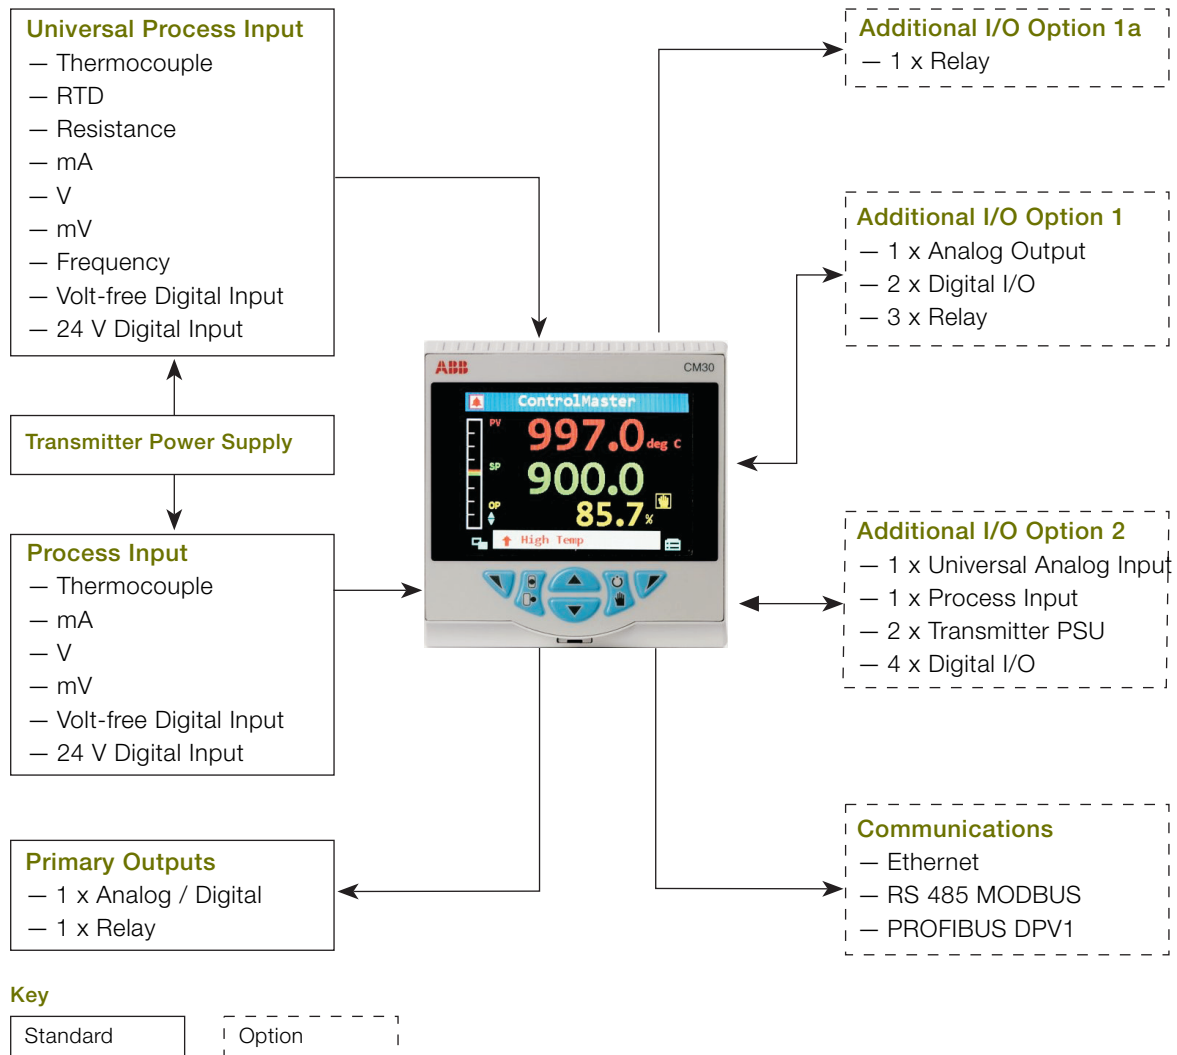 Universal Process Input
— Thermocouple
— RTD
— Resistance
— mA
— V
— mV
— Frequency
— Volt-free Digital Input
— 24 V Digital Input
Transmitter Power Supply
Process Input
— Thermocouple
— mA
— V
— mV
— Volt-free Digital Input
— 24 V Digital Input
Primary Outputs
— 1 x Analog / Digital
— 1 x Relay
ABB
CM30
ControlMaster
PV
997.0 deg C
SP
900.0
OP
85.7 %
High Temp
Additional I/O Option 1a
— 1 x Relay
Additional I/O Option 1
— 1 x Analog Output
— 2 x Digital I/O
— 3 x Relay
Additional I/O Option 2
— 1 x Universal Analog Input
— 1 x Process Input
— 2 x Transmitter PSU
— 4 x Digital I/O
Communications
— Ethernet
— RS 485 MODBUS
— PROFIBUS DPV1
Key
Standard
Option